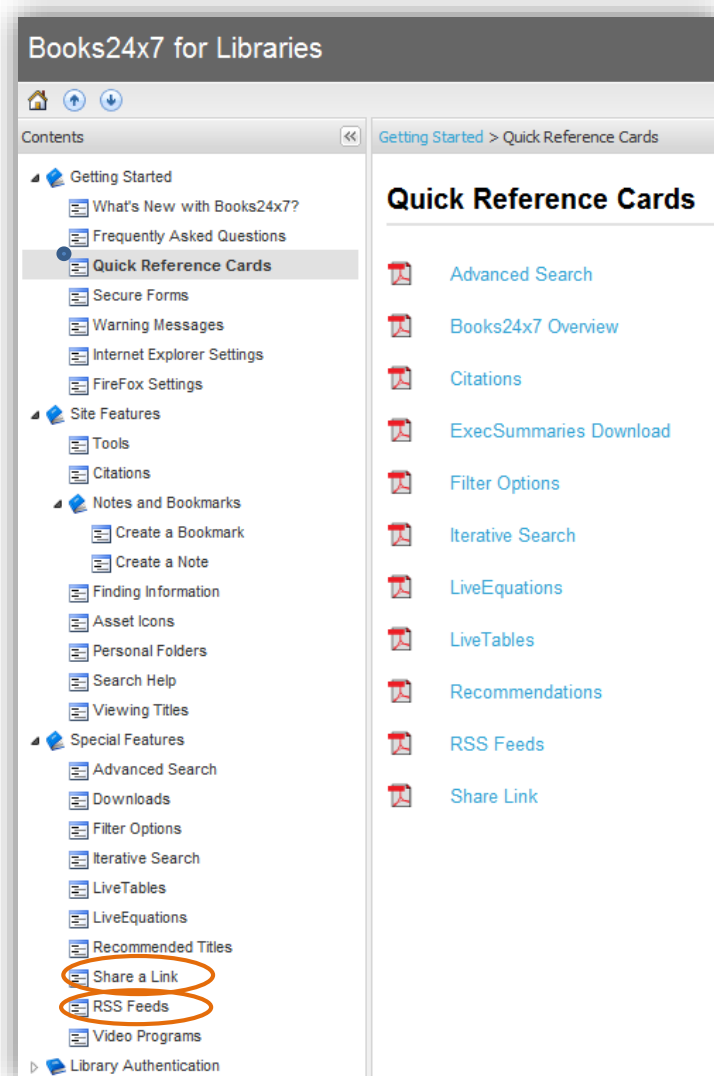 Books24x7 for Libraries
Contents
Getting Started
What's New with Books24x7?
Frequently Asked Questions
Quick Reference Cards
Secure Forms
Warning Messages
Internet Explorer Settings
FireFox Settings
Site Features
Tools
Citations
Notes and Bookmarks
Create a Bookmark
Create a Note
Finding Information
Asset Icons
Personal Folders
Search Help
Viewing Titles
Special Features
Advanced Search
Downloads
Filter Options
Iterative Search
LiveTables
LiveEquations
Recommended Titles
Share a Link
RSS Feeds
Video Programs
Library Authentication
Getting Started > Quick Reference Cards
Quick Reference Cards
Advanced Search
Books24x7 Overview
Citations
ExecSummaries Download
Filter Options
Iterative Search
LiveEquations
LiveTables
Recommendations
RSS Feeds
Share Link